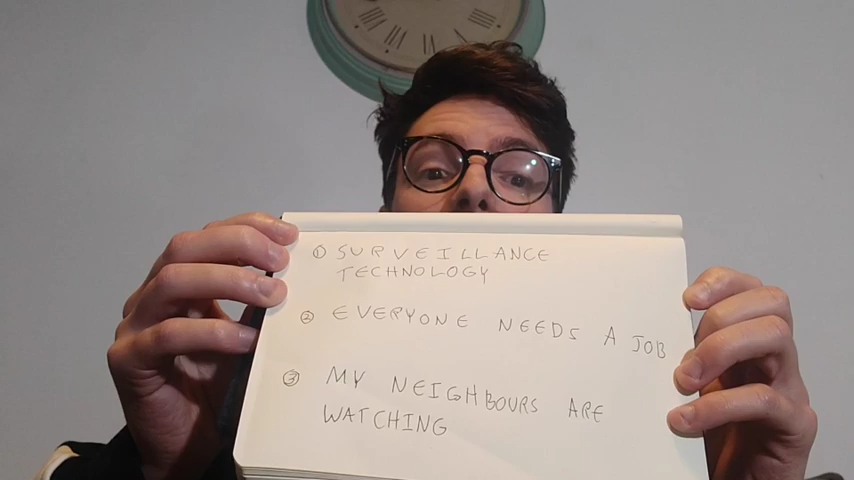 ① SURVEILLANCE
TECHNOLOGY
② EVERYONE NEEDS A JOB
③ MY NEIGHBOURS ARE
WATCHING